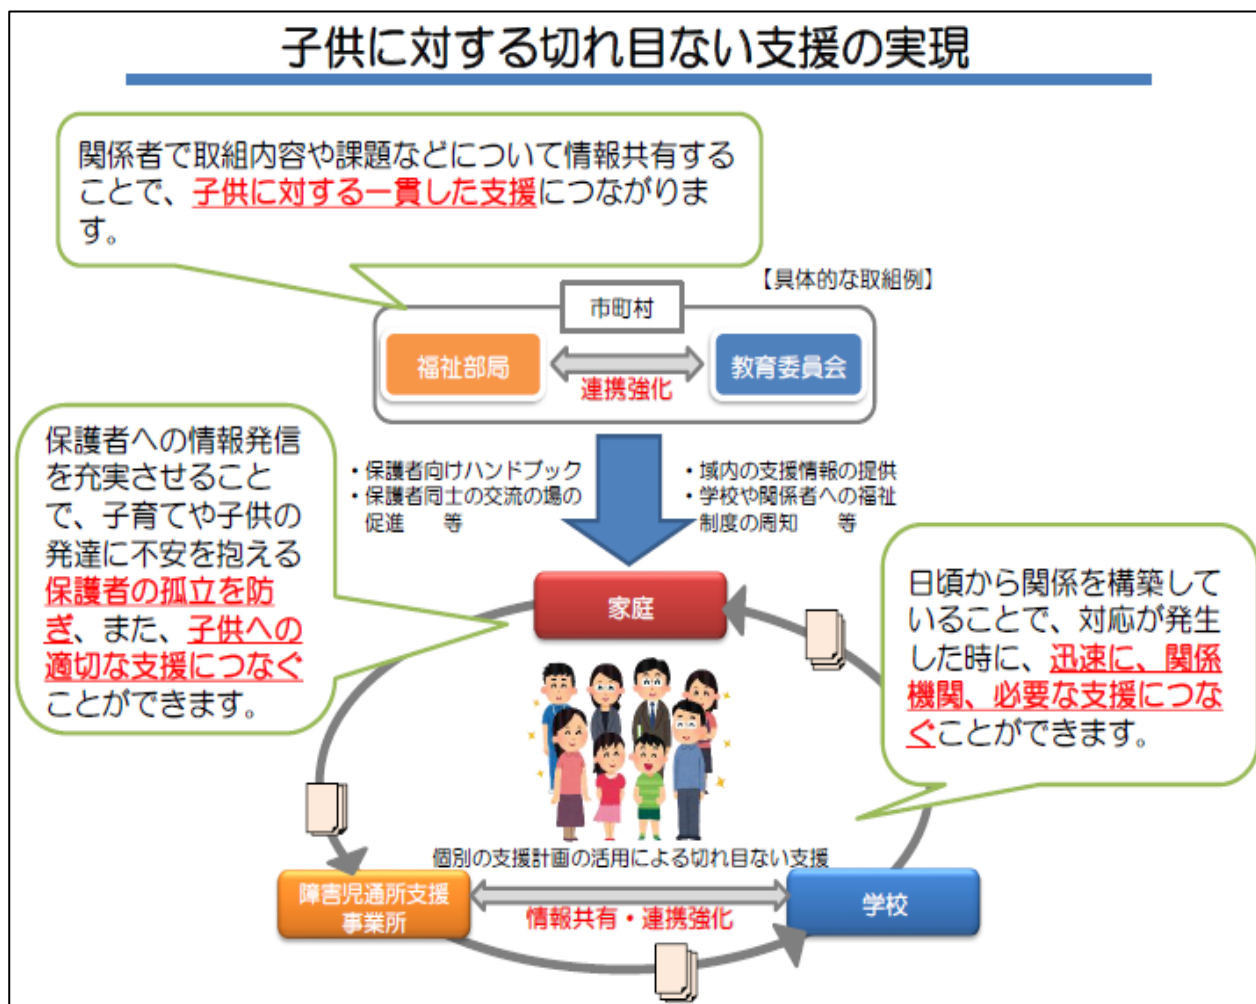 子供に対する切れ目ない支援の実現
関係者で取組内容や課題などについて情報共有する
ことで、子供に対する一貫した支援につながりま
す。
【具体的な取組例】
市町村
福祉部局
教育委員会
連携強化
保護者への情報発信
を充実させること
で、子育てや子供の
発達に不安を抱える
保護者の孤立を防
ぎ、また、子供への
適切な支援につなぐ
ことができます。
・保護者向けハンドブック
・保護者同士の交流の場の
促進　等
・域内の支援情報の提供
・学校や関係者への福祉
制度の周知　等
家庭
日頃から関係を構築して
いることで、対応が発生
した時に、迅速に、関係
機関、必要な支援につな
ぐことができます。
個別の支援計画の活用による切れ目ない支援
障害児通所支援
事業所
情報共有・連携強化
学校